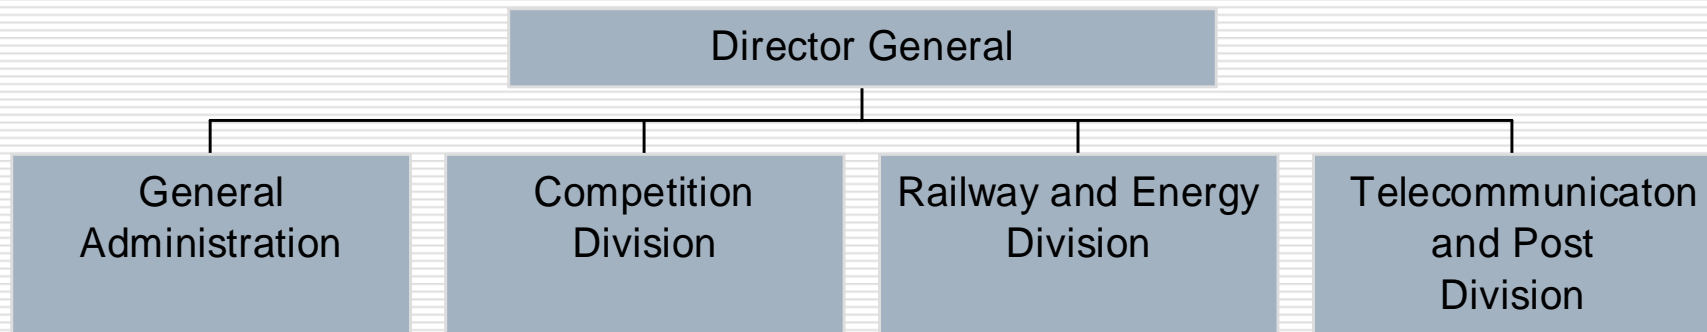 Director General
General
Administration
Competition
Division
Railway and Energy
Division
Telecommunicaton
and Post
Division